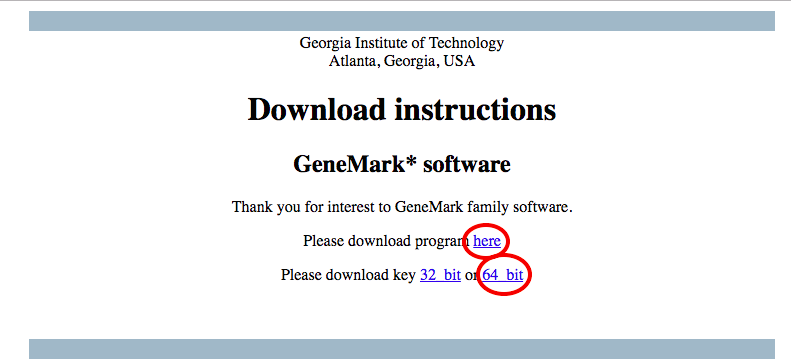 Georgia Institute of Technology
Atlanta, Georgia, USA
Download instructions
GeneMark* software
Thank you for interest to GeneMark family software.
Please download program here
Please download key 32_bit or 64_bit